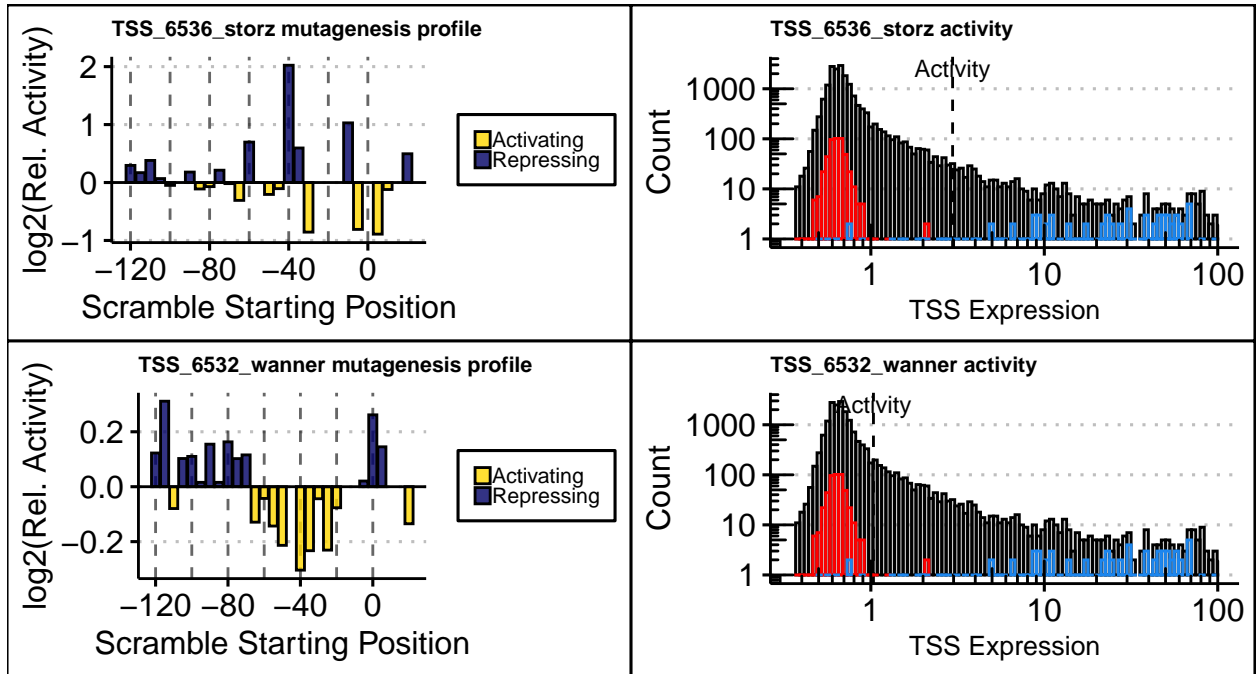 TSS_6536_storz mutagenesis profile
log2(Rel. Activity)
2
1
0
−1
−120
−80
−40
0
Scramble Starting Position
Activating
Repressing
TSS_6536_storz activity
Activity
Count
1000
100
10
1
1
10
100
TSS Expression
TSS_6532_wanner mutagenesis profile
log2(Rel. Activity)
0.2
0.0
−0.2
−120
−80
−40
0
Scramble Starting Position
Activating
Repressing
TSS_6532_wanner activity
Activity
Count
1000
100
10
1
1
10
100
TSS Expression